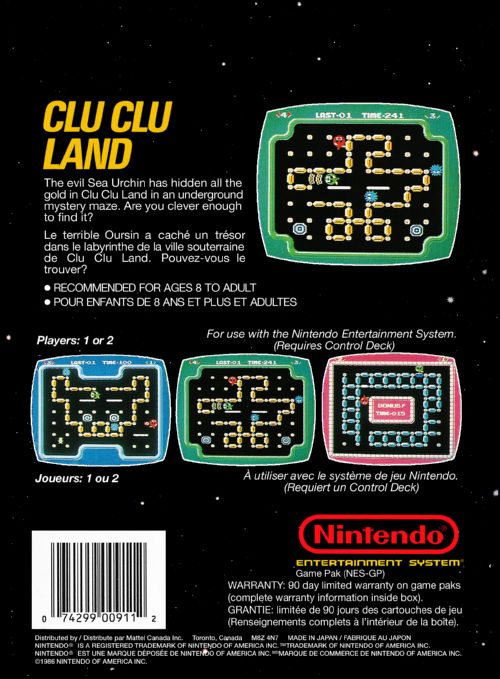 CLU CLU
LAND
The evil Sea Urchin has hidden all the
gold in Clu Clu Land in an underground
mystery maze. Are you clever enough
to find it?
Le terrible Oursin a caché un trésor
dans le labyrinthe de la ville souterraine
de Clu Clu Land. Pouvez-vous le
trouver?
● RECOMMENDED FOR AGES 8 TO ADULT
● POUR ENFANTS DE 8 ANS ET PLUS ET ADULTES
4 LAST-01 TIME-241 3
Players: 1 or 2
For use with the Nintendo Entertainment System.
(Requires Control Deck)
LAST-01 TIME-100
LAST-01 TIME-241
TIME-015
Joueurs: 1 ou 2
À utiliser avec le système de jeu Nintendo.
(Requiert un Control Deck)
Nintendo®
ENTERTAINMENT SYSTEM
Game Pak (NES-GP)
WARRANTY: 90 day limited warranty on game paks
(complete warranty information inside box).
GRANTIE: limitée de 90 jours des cartouches de jeu
(Renseignements complets à l'intérieur de la boîte).
0 74299 00911 2
Distributed by / Distribute par Mattel Canada Inc. Toronto, Canada M8Z 4N7 MADE IN JAPAN / FABRIQUE AU JAPON
NINTENDO® IS A REGISTERED TRADEMARK OF NINTENDO OF AMERICA INC. ™TRADEMARK OF NINTENDO OF AMERICA INC.
NINTENDO® EST UNE MARQUE DÉPOSÉE DE NINTENDO OF AMERICA INC. ™MARQUE DE COMMERCE DE NINTENDO OF AMERICA INC.
©1986 NINTENDO OF AMERICA INC.